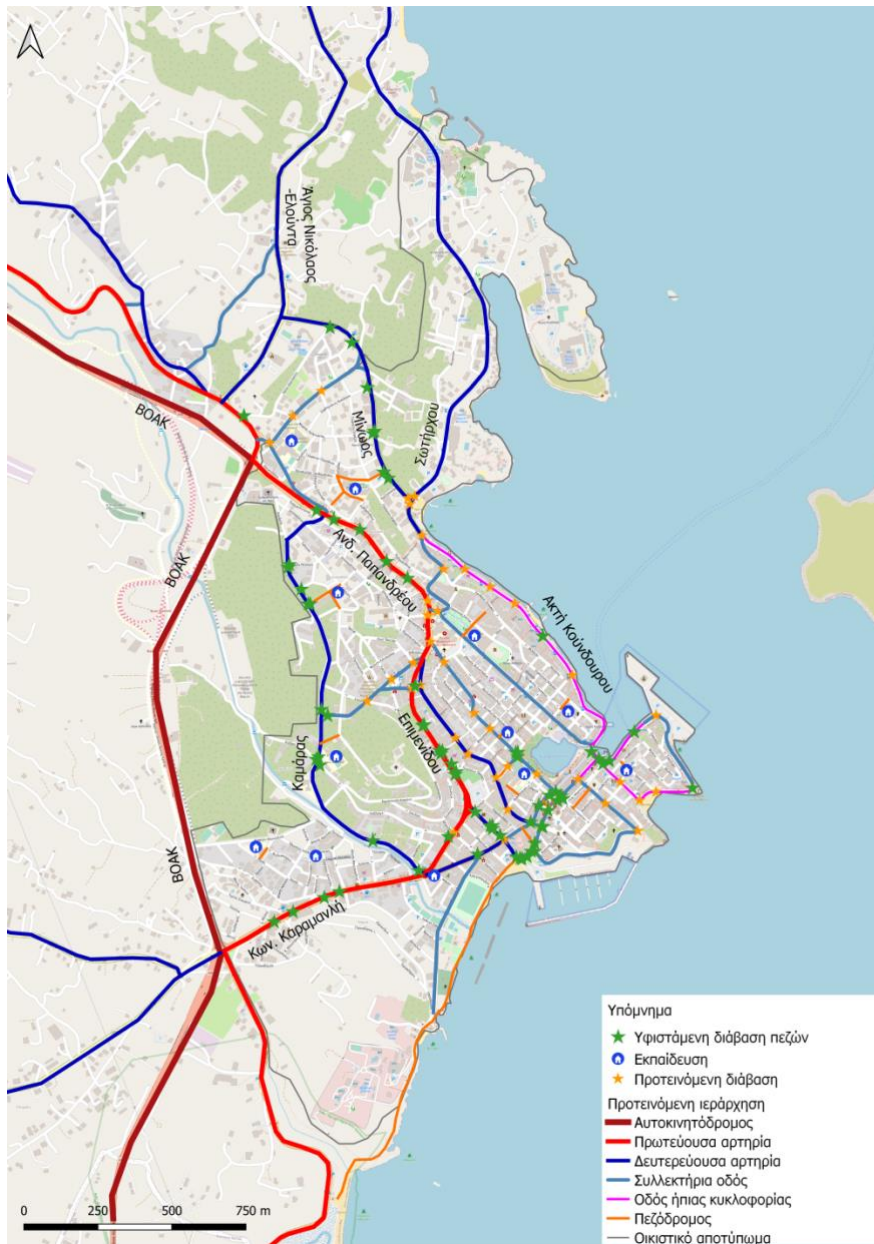 Άγιος Νικόλαος
-Ελούντα
ΒΟΑΚ
Μίνωος
Σωτήρχου
ΒΟΑΚ
Ανδ. Παπανδρέου
Ακτή Κούνδουρου
Επιμενίδου
Καμάρας
ΒΟΑΚ
Κων. Καραμανλή
Υπόμνημα
Υφιστάμενη διάβαση πεζών
Εκπαίδευση
Προτεινόμενη διάβαση
Προτεινόμενη ιεράρχηση
Αυτοκινητόδρομος
Πρωτεύουσα αρτηρία
Δευτερεύουσα αρτηρία
Συλλεκτήρια οδός
Οδός ήπιας κυκλοφορίας
Πεζόδρομος
Οικιστικό αποτύπωμα
0 250 500 750 m